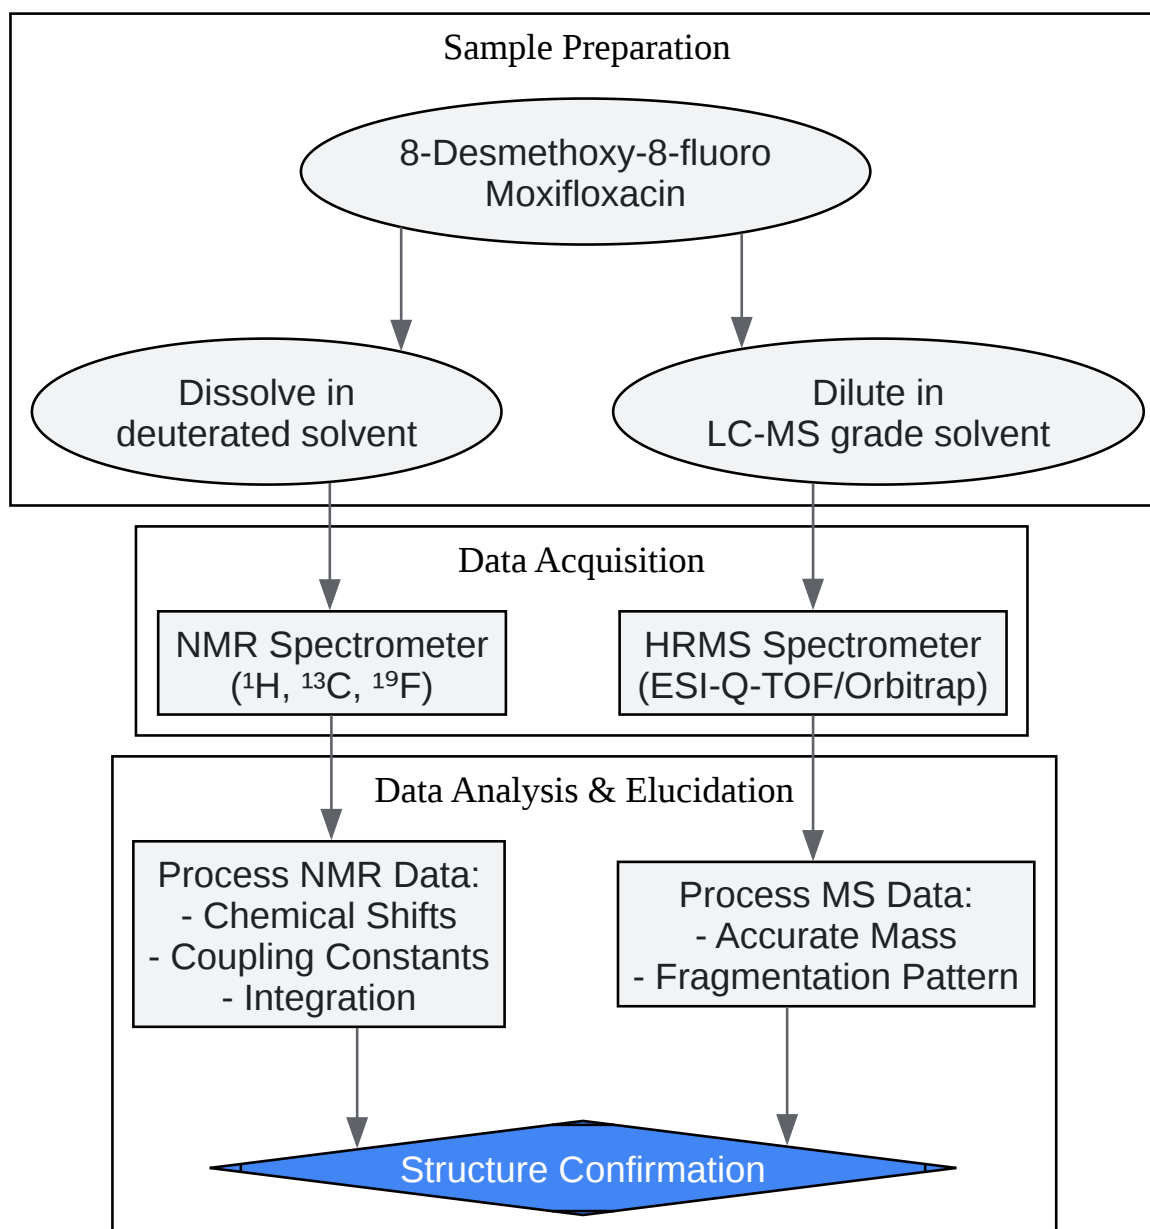 Sample Preparation
8-Desmethoxy-8-fluoro
Moxifloxacin
Dissolve in
deuterated solvent
Dilute in
LC-MS grade solvent
Data Acquisition
NMR Spectrometer
(¹H, ¹³C, ¹⁹F)
HRMS Spectrometer
(ESI-Q-TOF/Orbitrap)
Data Analysis & Elucidation
Process NMR Data:
- Chemical Shifts
- Coupling Constants
- Integration
Process MS Data:
- Accurate Mass
- Fragmentation Pattern
Structure Confirmation